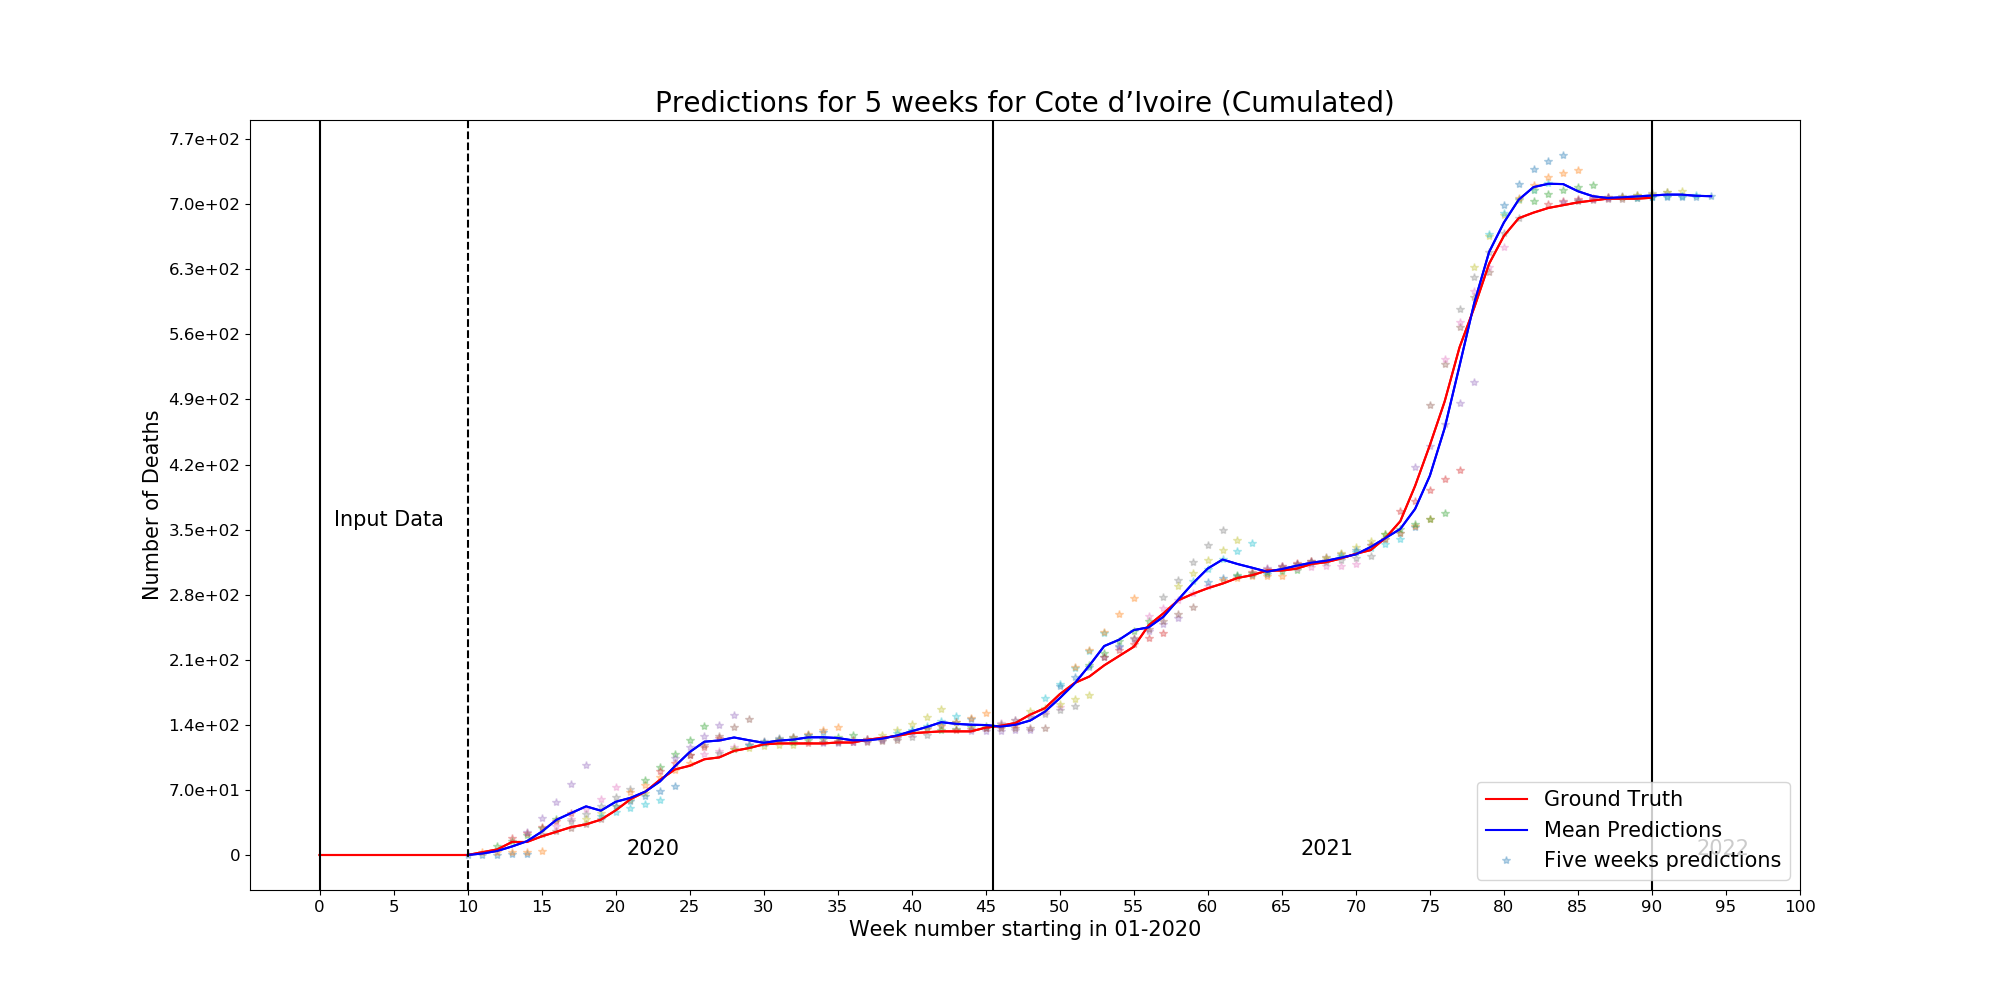 Predictions for 5 weeks for Cote d’Ivoire (Cumulated)
7.7e+02
7.0e+02
6.3e+02
5.6e+02
4.9e+02
4.2e+02
3.5e+02
2.8e+02
2.1e+02
1.4e+02
7.0e+01
0
Number of Deaths
Input Data
2020
2021
2022
Ground Truth
Mean Predictions
Five weeks predictions
0 5 10 15 20 25 30 35 40 45 50 55 60 65 70 75 80 85 90 95 100
Week number starting in 01-2020